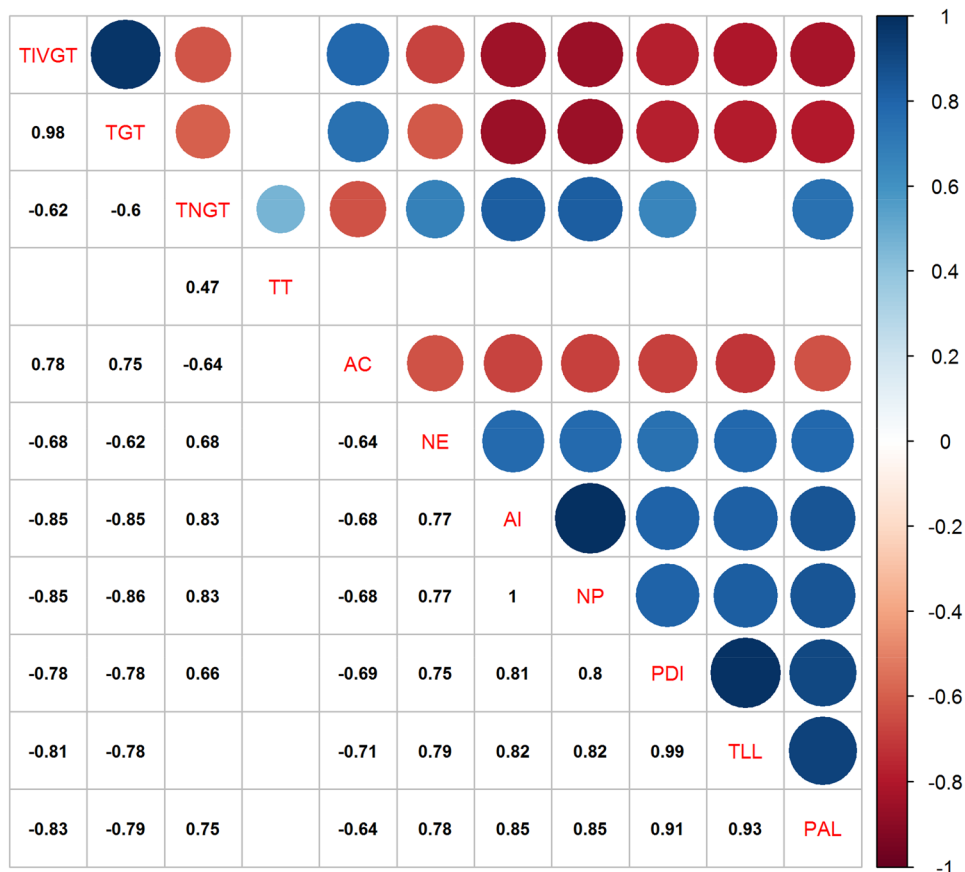 TIVGT
0.98 TGT
-0.62 -0.6 TNGT
0.47 TT
0.78 0.75 -0.64 AC
-0.68 -0.62 0.68 -0.64 NE
-0.85 -0.85 0.83 -0.68 0.77 AI
-0.85 -0.86 0.83 -0.68 0.77 1 NP
-0.78 -0.78 0.66 -0.69 0.75 0.81 0.8 PDI
-0.81 -0.78 -0.71 0.79 0.82 0.82 0.99 TLL
-0.83 -0.79 0.75 -0.64 0.78 0.85 0.85 0.91 0.93 PAL
1
0.8
0.6
0.4
0.2
0
-0.2
-0.4
-0.6
-0.8
-1